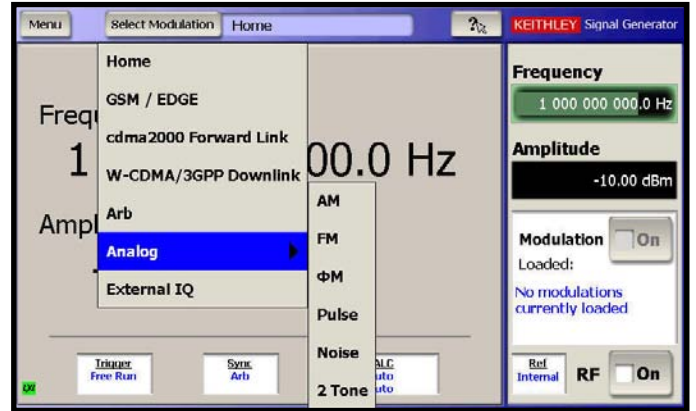 Menu
Select Modulation
Home
?
KEITHLEY Signal Generator
Home
GSM / EDGE
cdma2000 Forward Link
W-CDMA/3GPP Downlink
Arb
Analog
External IQ
AM
FM
ΦM
Pulse
Noise
2 Tone
Freq
1
00.0 Hz
Ampl
Trigger
Free Run
Sync
Arb
ALC
uto
uto
LXI
Frequency
1 000 000 000.0 Hz
Amplitude
-10.00 dBm
Modulation
On
Loaded:
No modulations
currently loaded
Ref
Internal
RF
On